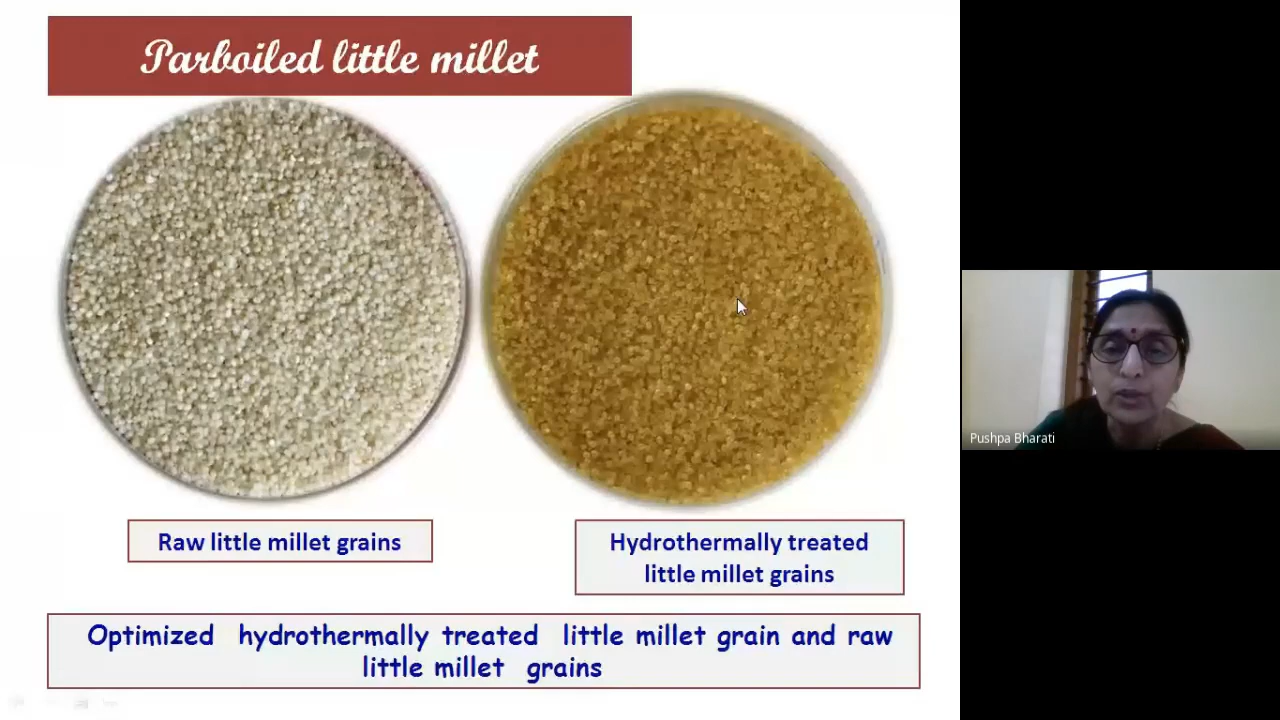 Parboiled little millet
Raw little millet grains
Hydrothermally treated
little millet grains
Optimized hydrothermally treated little millet grain and raw
little millet grains
Pushpa Bharati